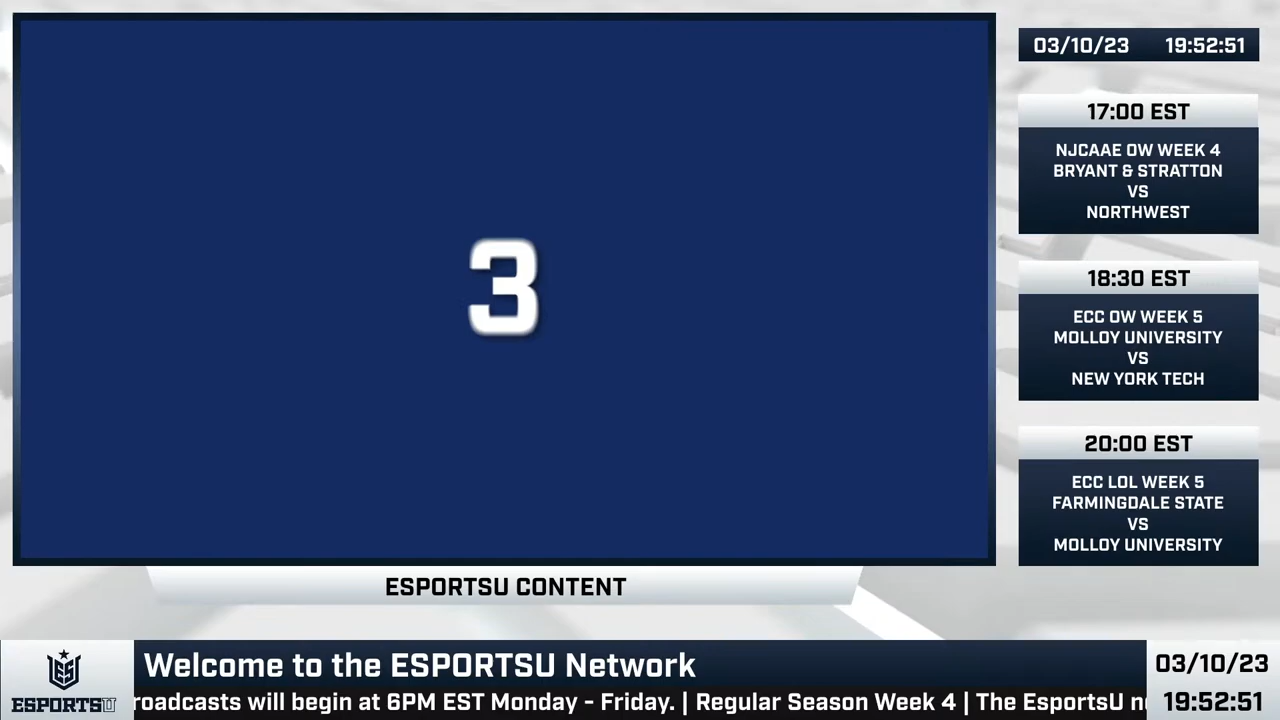 3
ESPORTSU CONTENT
03/10/23 19:52:51
17:00 EST
NJCAAE OW WEEK 4
BRYANT & STRATTON
VS
NORTHWEST
18:30 EST
ECC OW WEEK 5
MOLLOY UNIVERSITY
VS
NEW YORK TECH
20:00 EST
ECC LOL WEEK 5
FARMINGDALE STATE
VS
MOLLOY UNIVERSITY
ESPORTSU
Welcome to the ESPORTSU Network
roadcasts will begin at 6PM EST Monday - Friday. | Regular Season Week 4 | The EsportsU
03/10/23
19:52:51